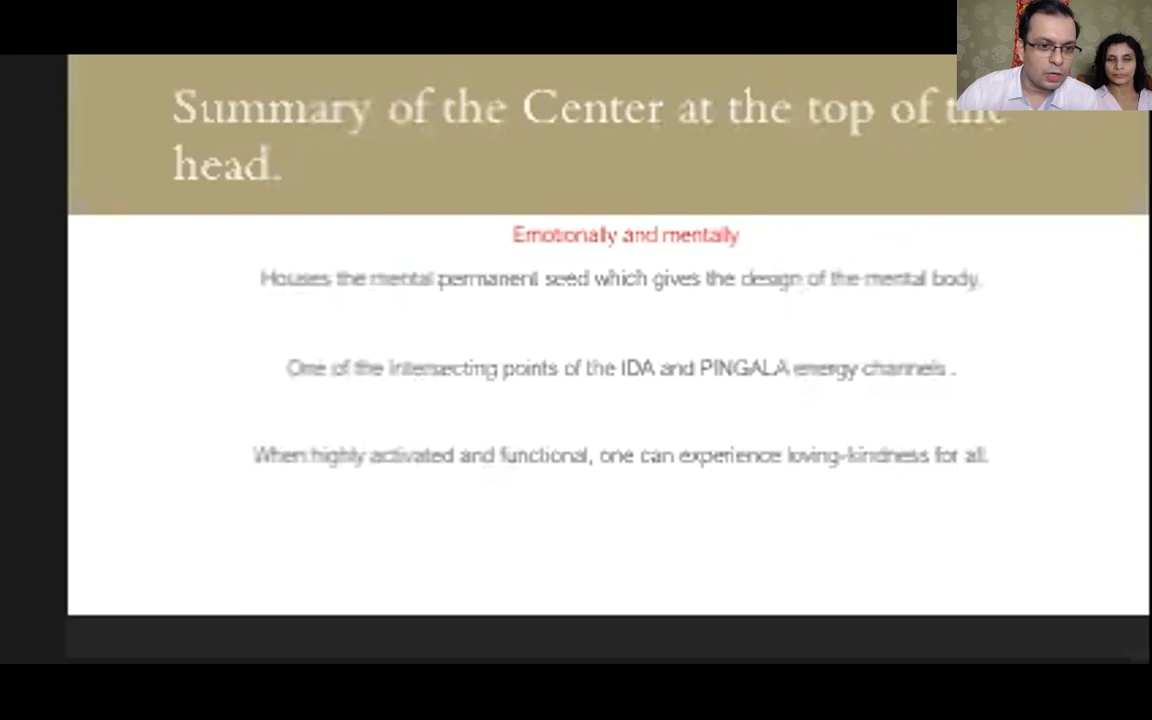 Summary of the Center at the top of the
head.
Emotionally and mentally
Houses the mental permanent seed which gives the design of the mental body.
One of the intersecting points of the IDA and PINGALA energy channels .
When highly activated and functional, one can experience loving-kindness for all.